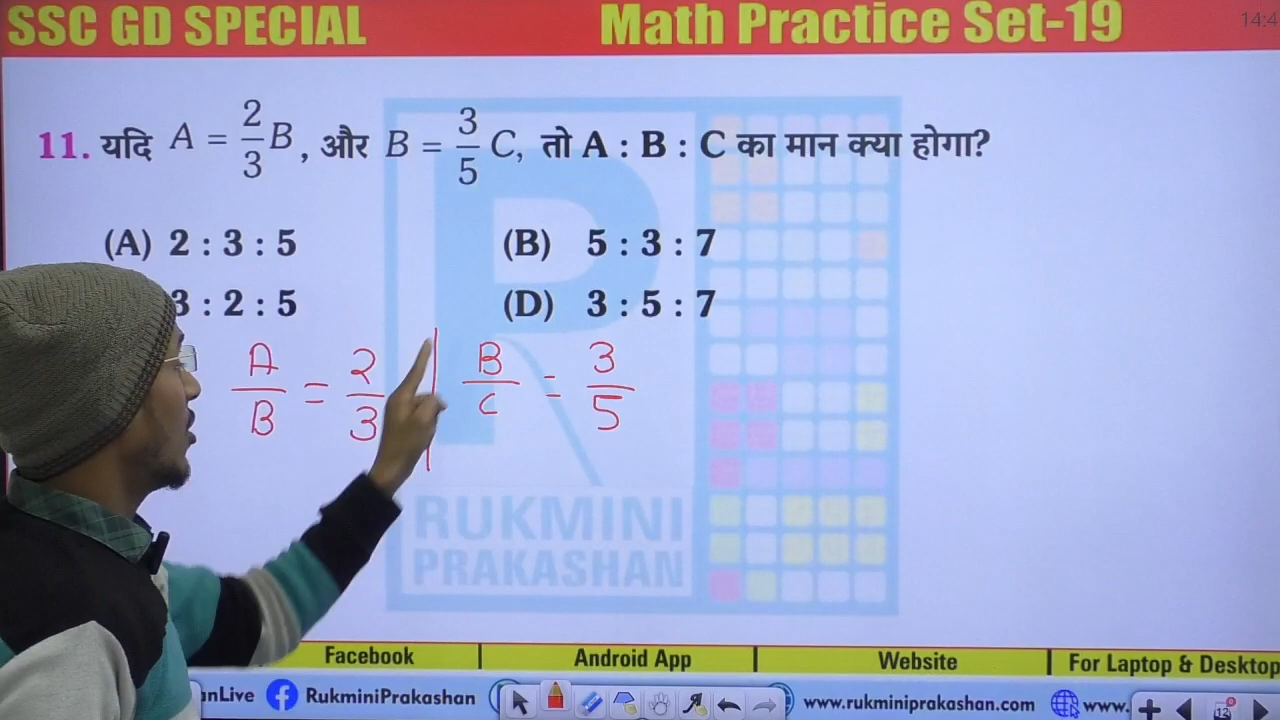 SSC GD SPECIAL Math Practice Set-19 14:4
11. यदि A = 2/3 B, और B = 3/5 C, तो A : B : C का मान क्या होगा?
(A) 2 : 3 : 5 (B) 5 : 3 : 7
3 : 2 : 5 (D) 3 : 5 : 7
A/B = 2/3 | B/C = 3/5
RUKMINI
PRAKASHAN
Facebook Android App Website For Laptop & Desktop
nLive RukminiPrakashan www.rukminiprakashan.com www.